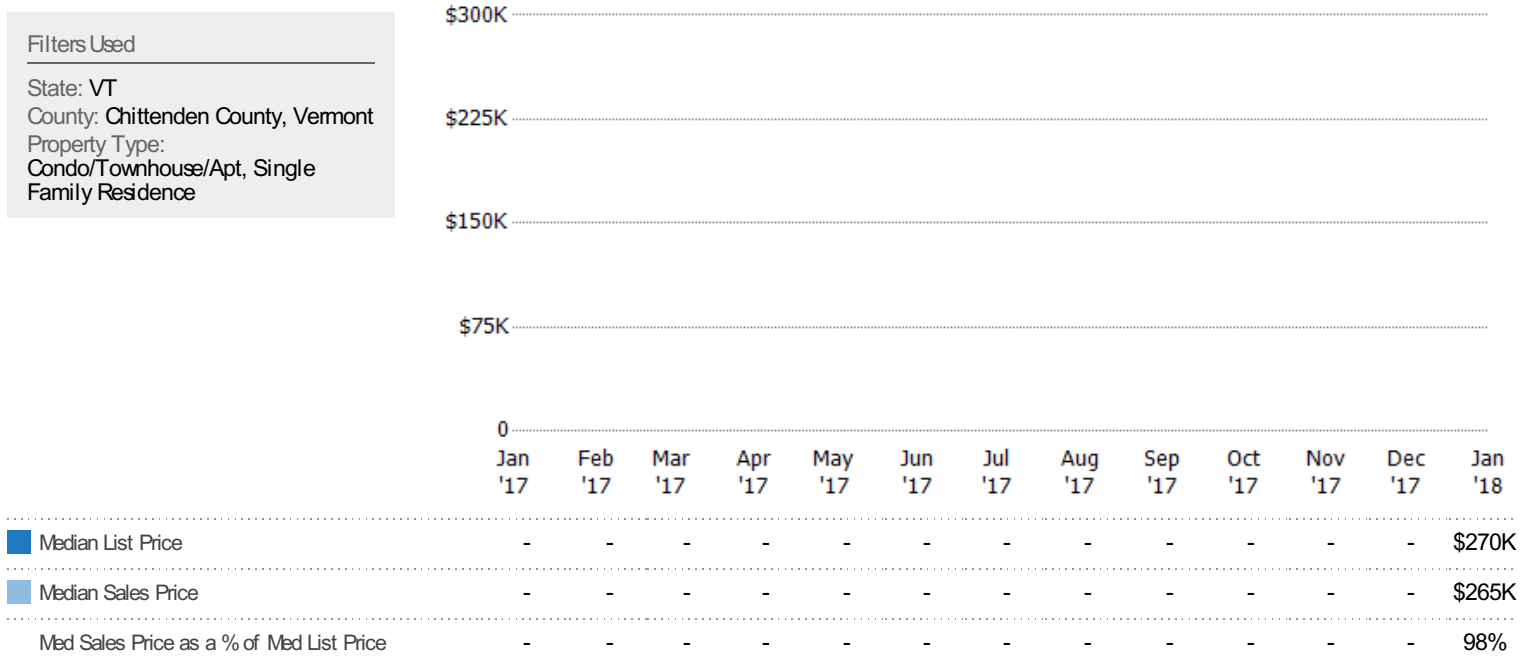 Filters Used
State: VT
County: Chittenden County, Vermont
Property Type:
Condo/Townhouse/Apt, Single
Family Residence
$300K
$225K
$150K
$75K
0
Jan Feb Mar Apr May Jun Jul Aug Sep Oct Nov Dec Jan
'17 '17 '17 '17 '17 '17 '17 '17 '17 '17 '17 '17 '18
Median List Price - - - - - - - - - - - - $270K
Median Sales Price - - - - - - - - - - - - $265K
Med Sales Price as a % of Med List Price - - - - - - - - - - - - 98%